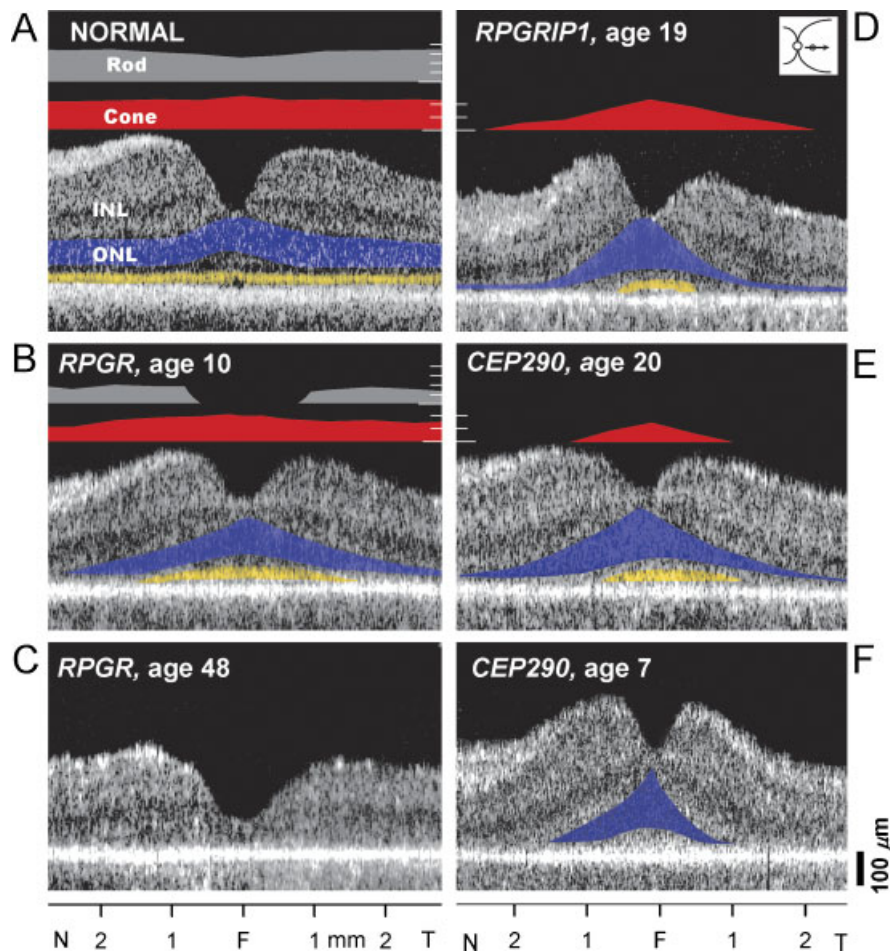 A
NORMAL
Rod
Cone
INL
ONL
RPGRIP1, age 19
D
B
RPGR, age 10
CEP290, age 20
E
C
RPGR, age 48
CEP290, age 7
F
100 μm
N 2 1 F 1 mm 2 T
N 2 1 F 1 2 T